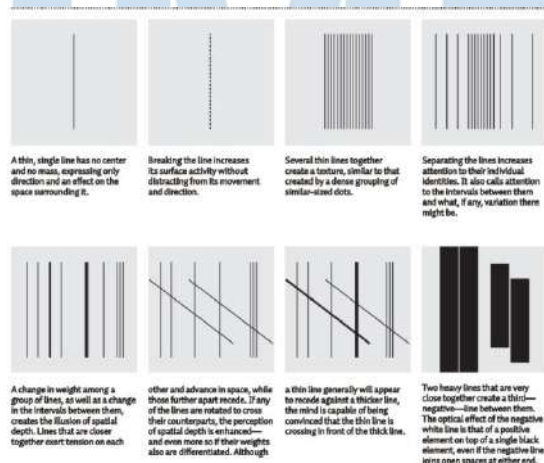 A thin, single line has no center
and no mass, expressing only
direction and an effect on the
space surrounding it.
Breaking the line increases
its surface activity without
distracting from its movement
and direction.
Several thin lines together
create a texture, similar to that
created by a dense grouping of
similar-sized dots.
Separating the lines increases
attention to their individual
identities. It also calls attention
to the intervals between them
and what, if any, variation there
might be.
A change in weight among a
group of lines, as well as a change
in the intervals between them,
creates the illusion of spatial
depth. Lines that are closer
together exert tension on each
other and advance in space, while
those further apart recede. If any
of the lines are rotated to cross
their counterparts, the perception
of spatial depth is enhanced—
and even more so if their weights
also are differentiated. Although
a thin line generally will appear
to recede against a thicker line,
the mind is capable of being
convinced that the thin line is
crossing in front of the thick line.
Two heavy lines that are very
close together create a third—
negative—line between them.
The optical effect of the negative
white line is that of a positive
element on top of a single black
element, even if the negative line
joins open spaces at either end.